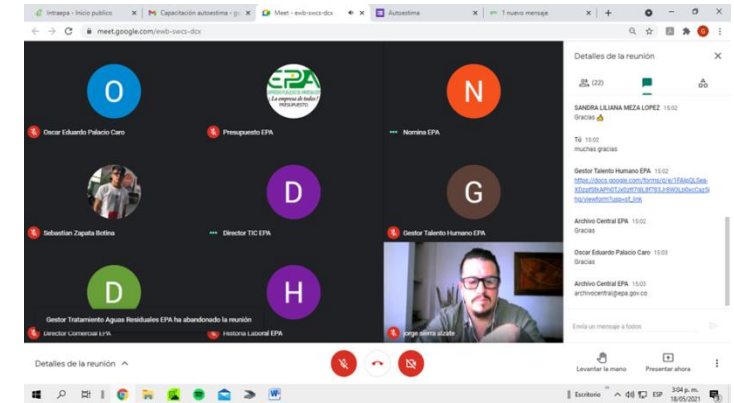 Intraepa - Inicio publico
Capacitación autoestima - g
Meet - ewb-swcs-dcx
Autoestima
1 nuevo mensaje
meet.google.com/ewb-swcs-dcx
G
O
Oscar Eduardo Palacio Caro
EPA
La empresa de todos!
PRESUPUESTO
Presupuesto EPA
N
Nomina EPA
Sebastian Zapata Botina
D
Director TIC EPA
G
Gestor Talento Humano EPA
D
Gestor Tratamiento Aguas Residuales EPA ha abandonado la reunión
Director Comercial EPA
H
Historia Laboral EPA
jorge sierra alzate
Detalles de la reunión
(22)
SANDRA LILIANA MEZA LOPEZ 15:02
Gracias 👍
Tú 15:02
muchas gracias
Gestor Talento Humano EPA 15:02
Archivo Central EPA 15:02
Gracias
Oscar Eduardo Palacio Caro 15:03
Gracias
Archivo Central EPA 15:03
archivocentral@epa.gov.co
Envía un mensaje a todos
Detalles de la reunión
Levantar la mano
Presentar ahora
Escritorio
ESP
3:04 p. m.
18/05/2021